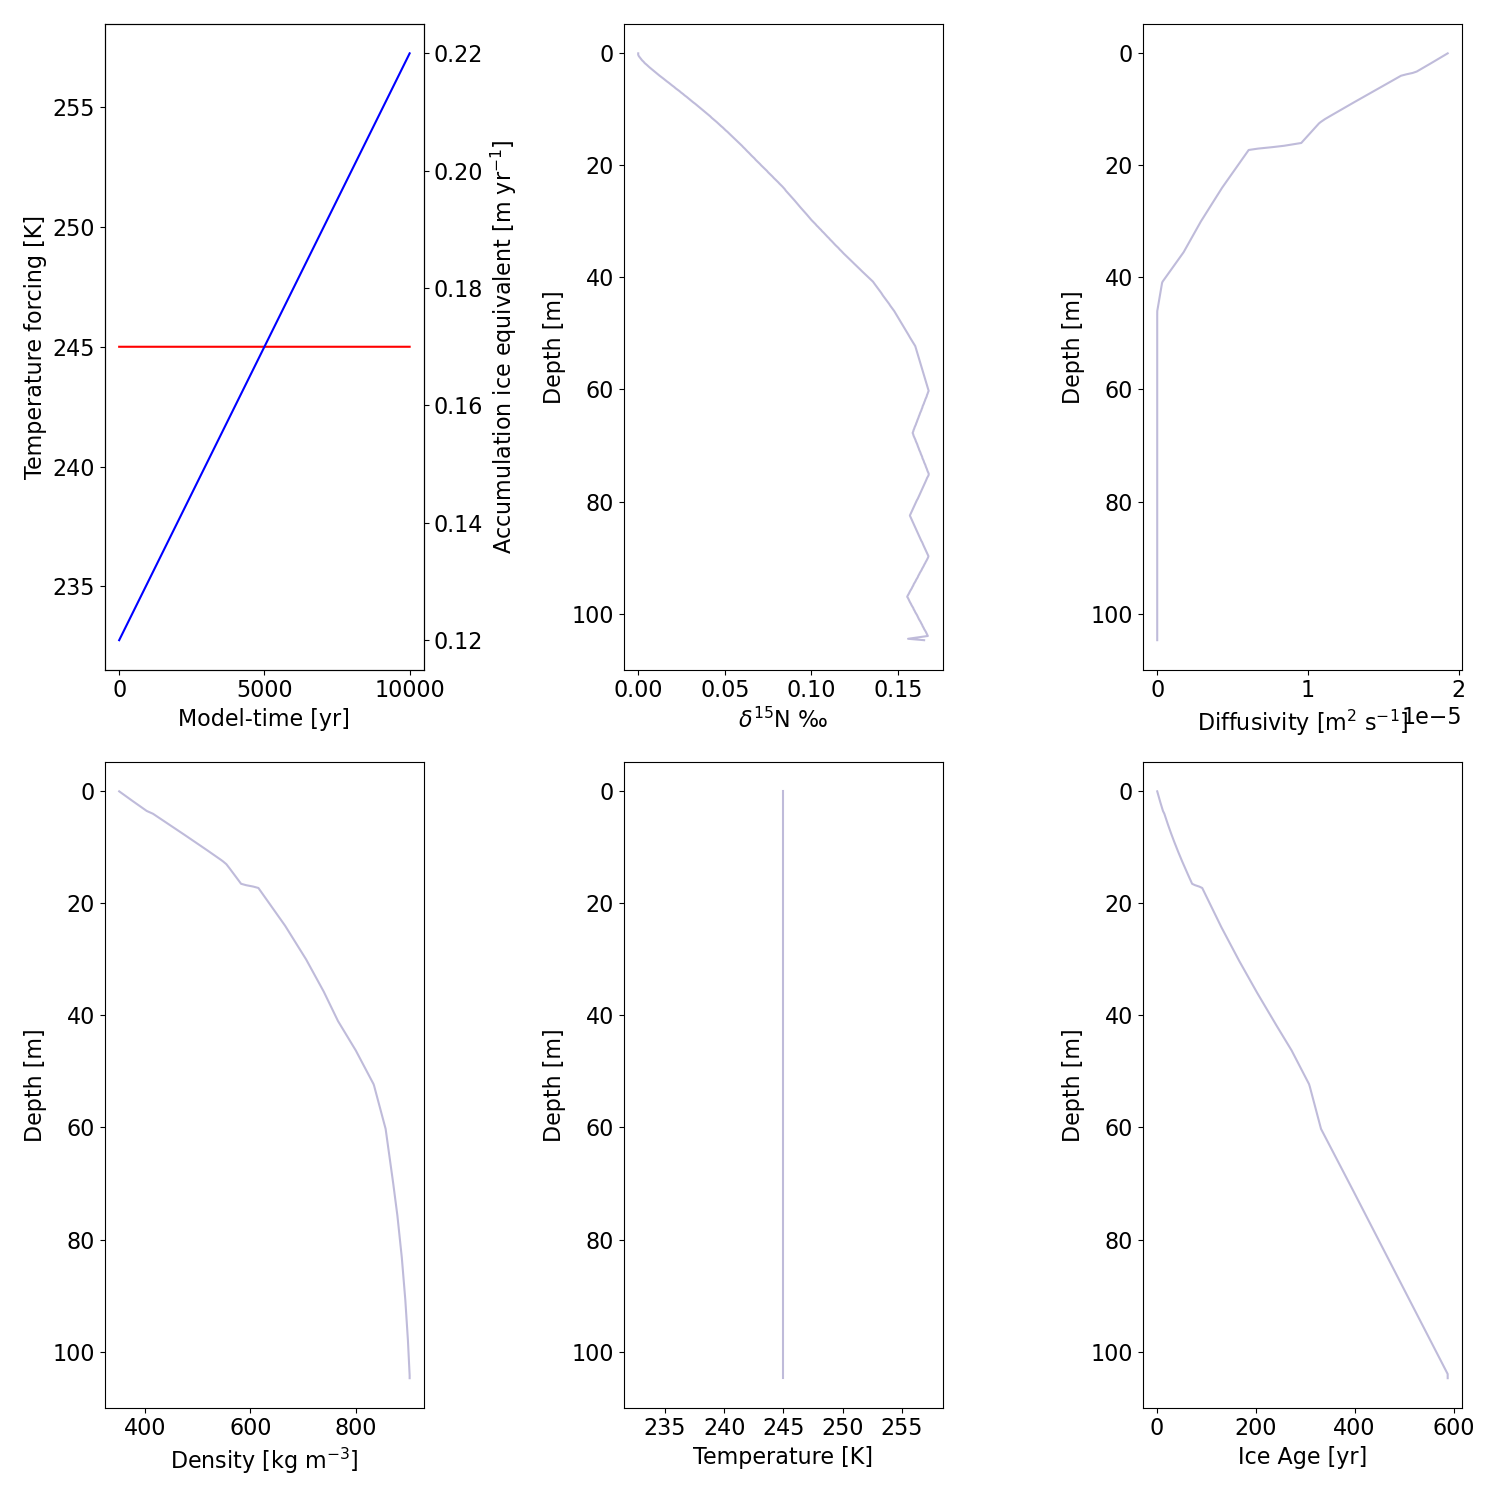 Temperature forcing [K]
255
250
245
240
235
0 5000 10000
Model-time [yr]
0.22
0.20
0.18
0.16
0.14
0.12
Accumulation ice equivalent [m yr⁻¹]
Depth [m]
0
20
40
60
80
100
0.00 0.05 0.10 0.15
δ¹⁵N ‰
Depth [m]
0
20
40
60
80
100
0 1 2
Diffusivity [m² s⁻¹]
1e−5
Depth [m]
0
20
40
60
80
100
400 600 800
Density [kg m⁻³]
Depth [m]
0
20
40
60
80
100
235 240 245 250 255
Temperature [K]
Depth [m]
0
20
40
60
80
100
0 200 400 600
Ice Age [yr]